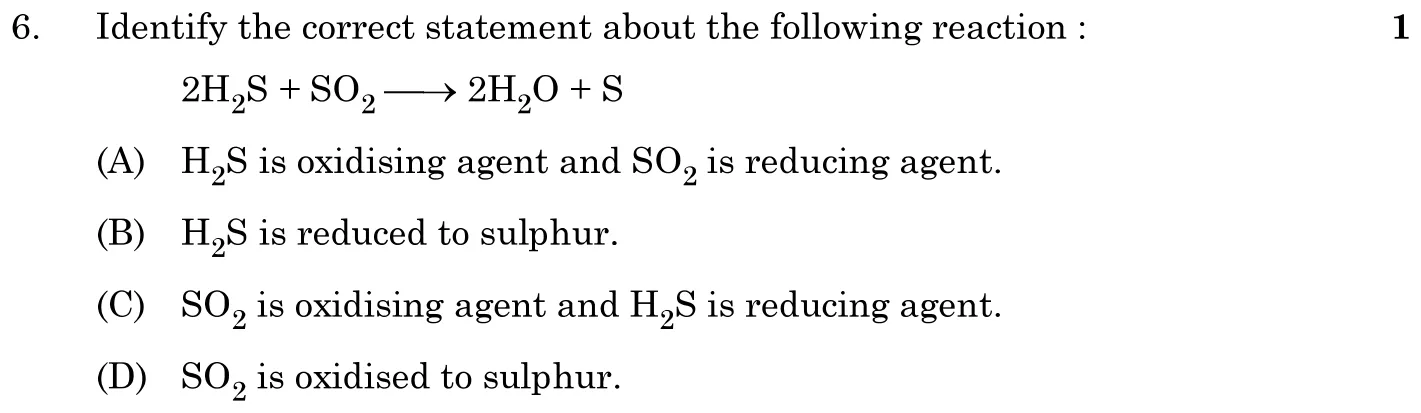 6. Identify the correct statement about the following reaction : 1
2H₂S + SO₂ ⟶ 2H₂O + S
(A) H₂S is oxidising agent and SO₂ is reducing agent.
(B) H₂S is reduced to sulphur.
(C) SO₂ is oxidising agent and H₂S is reducing agent.
(D) SO₂ is oxidised to sulphur.